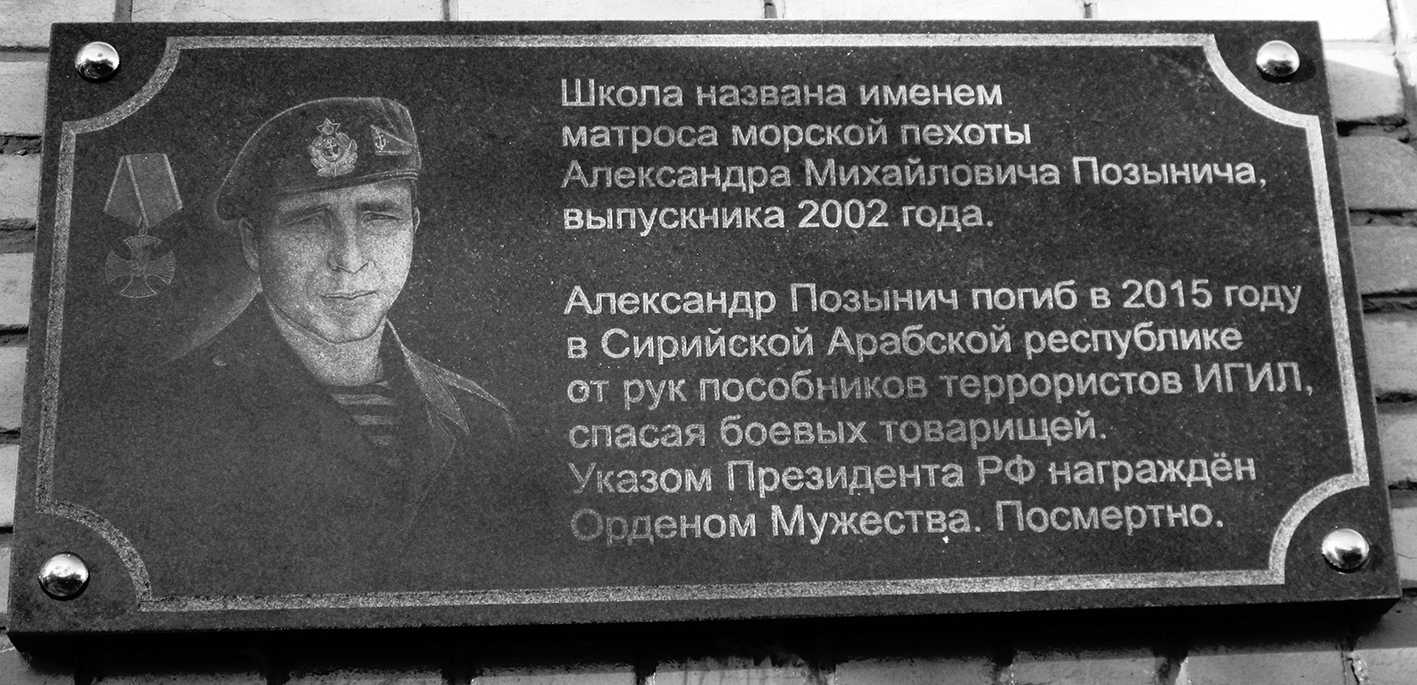 Школа названа именем
матроса морской пехоты
Александра Михайловича Позынича,
выпускника 2002 года.
Александр Позынич погиб в 2015 году
в Сирийской Арабской республике
от рук пособников террористов ИГИЛ,
спасая боевых товарищей.
Указом Президента РФ награждён
Орденом Мужества. Посмертно.